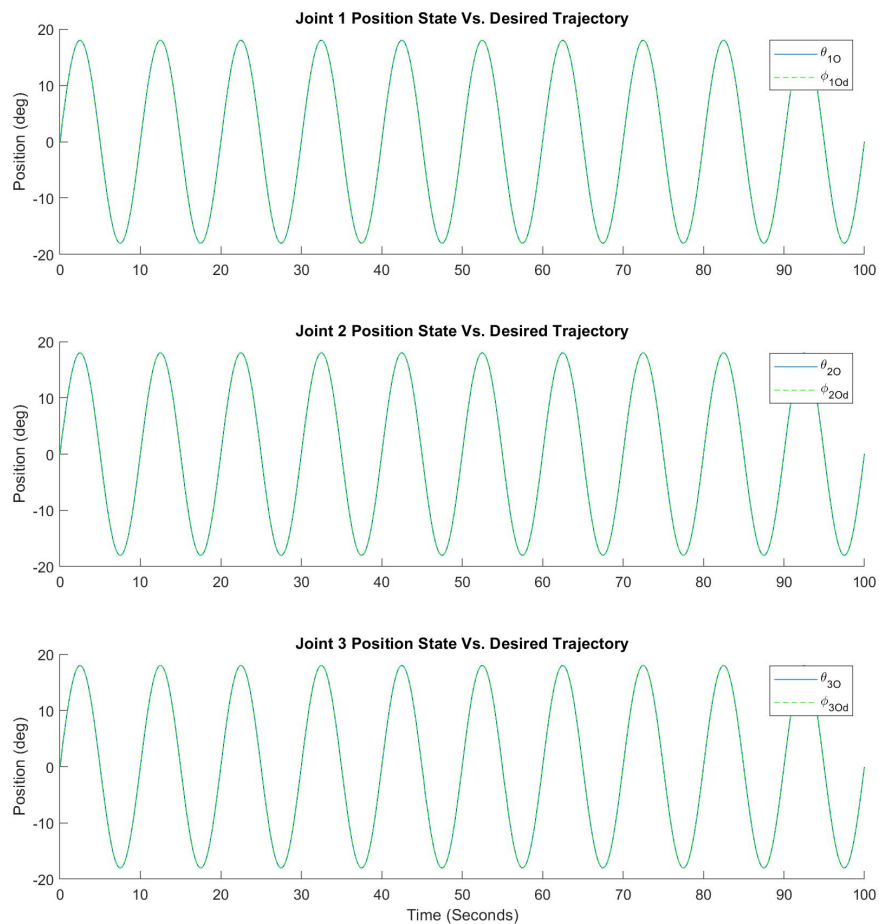 Joint 1 Position State Vs. Desired Trajectory
20
10
0
-10
-20
Position (deg)
θ1O
ϕ1Od
0 10 20 30 40 50 60 70 80 90 100
Joint 2 Position State Vs. Desired Trajectory
20
10
0
-10
-20
Position (deg)
θ2O
ϕ2Od
0 10 20 30 40 50 60 70 80 90 100
Joint 3 Position State Vs. Desired Trajectory
20
10
0
-10
-20
Position (deg)
θ3O
ϕ3Od
0 10 20 30 40 50 60 70 80 90 100
Time (Seconds)